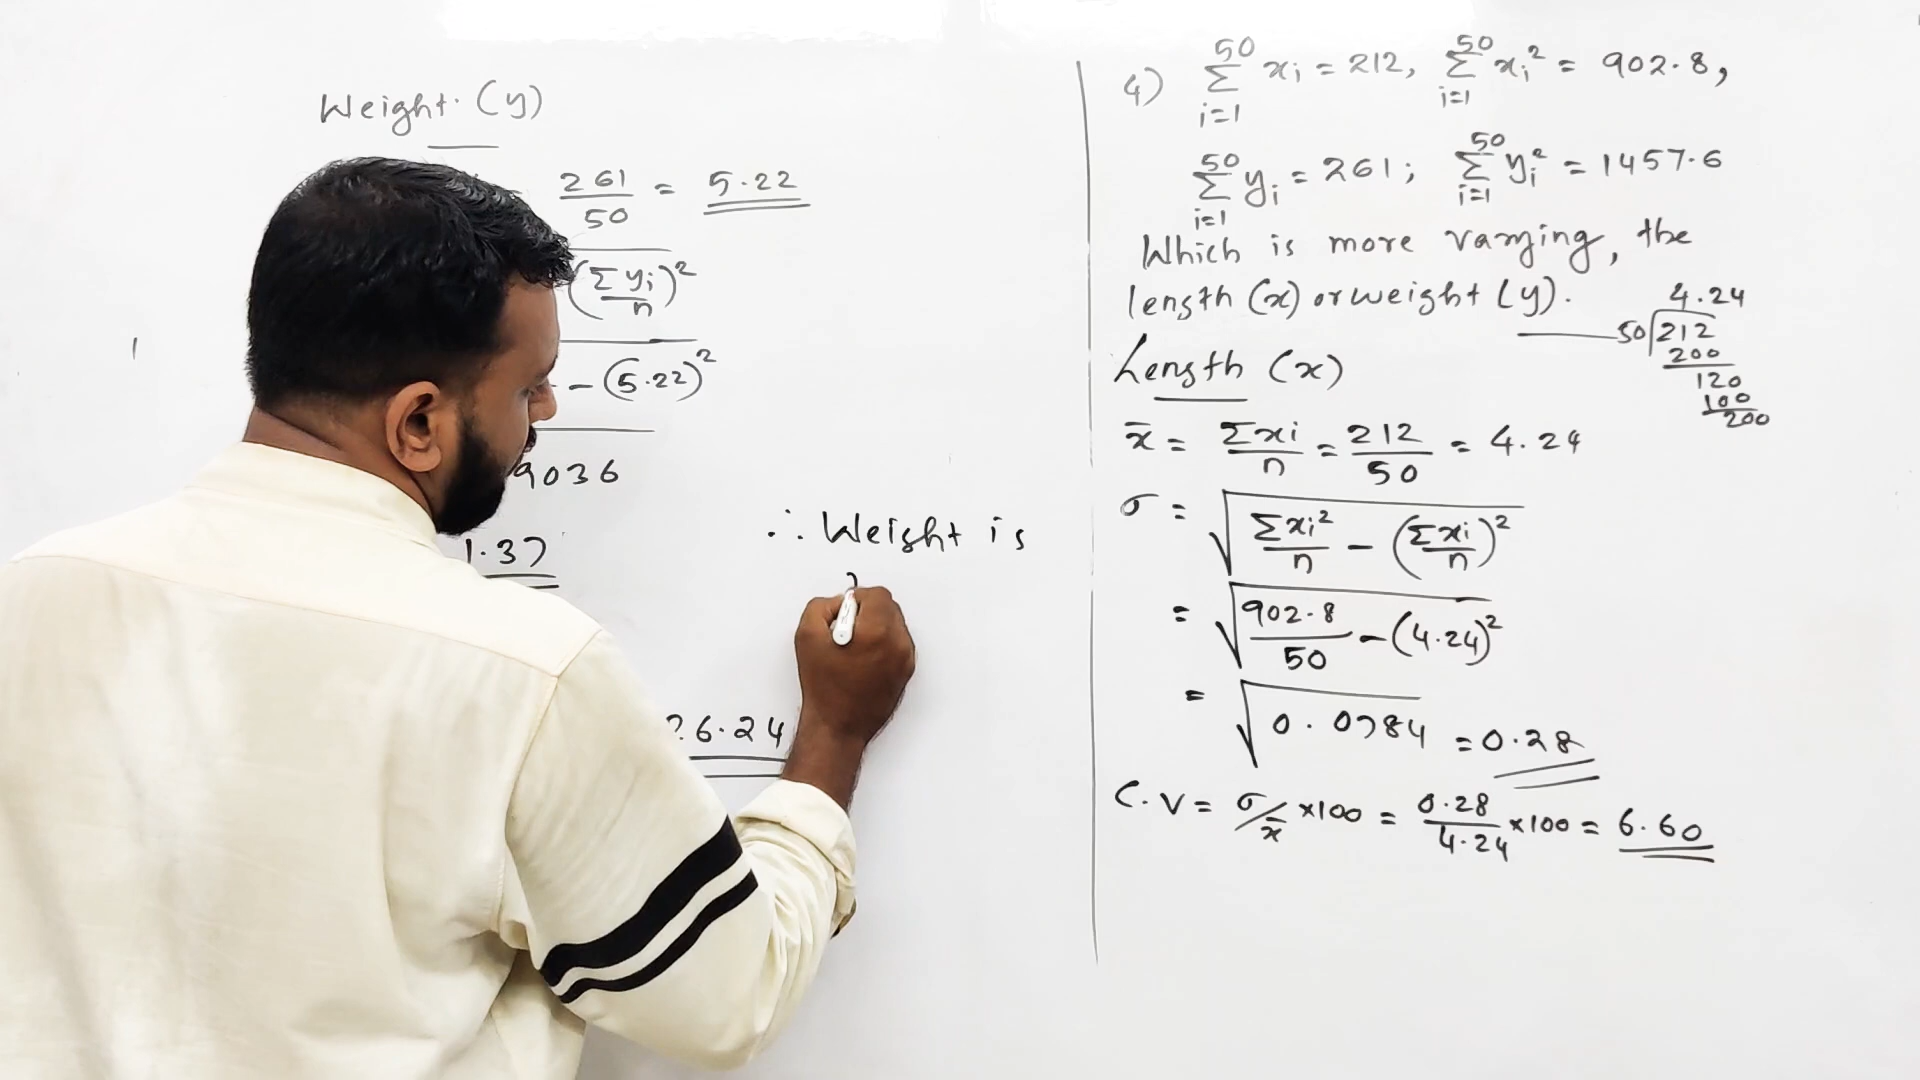 Weight. (y)
261/50 = 5.22
(Σyi/n)²
- (5.22)²
9036
1.37
26.24
∴ Weight is
4) Σ_{i=1}^{50} xi = 212, Σ_{i=1}^{50} xi² = 902.8,
Σ_{i=1}^{50} yi = 261; Σ_{i=1}^{50} yi² = 1457.6
Which is more varying, the
length (x) or weight (y).
4.24
50)212
200
120
100
200
Length (x)
x̄ = Σxi/n = 212/50 = 4.24
σ = √(Σxi²/n - (Σxi/n)²)
= √(902.8/50 - (4.24)²)
= √0.0784 = 0.28
C.V = σ/x̄ ×100 = 0.28/4.24 ×100 = 6.60